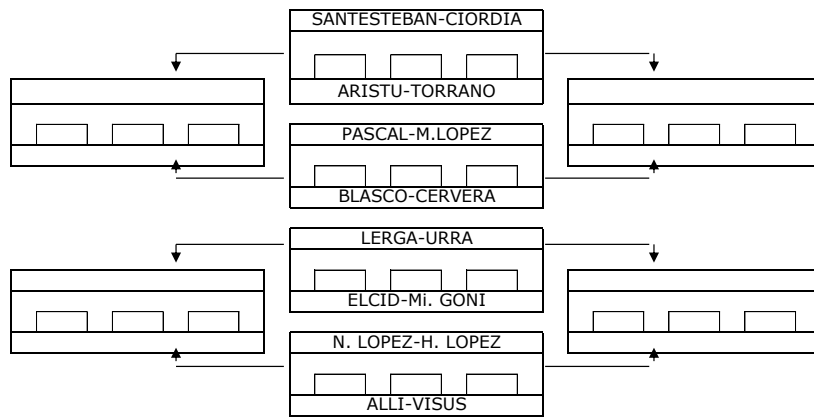 SANTESTEBAN-CIORDIA
ARISTU-TORRANO
PASCAL-M.LOPEZ
BLASCO-CERVERA
LERGA-URRA
ELCID-Mi. GONI
N. LOPEZ-H. LOPEZ
ALLI-VISUS